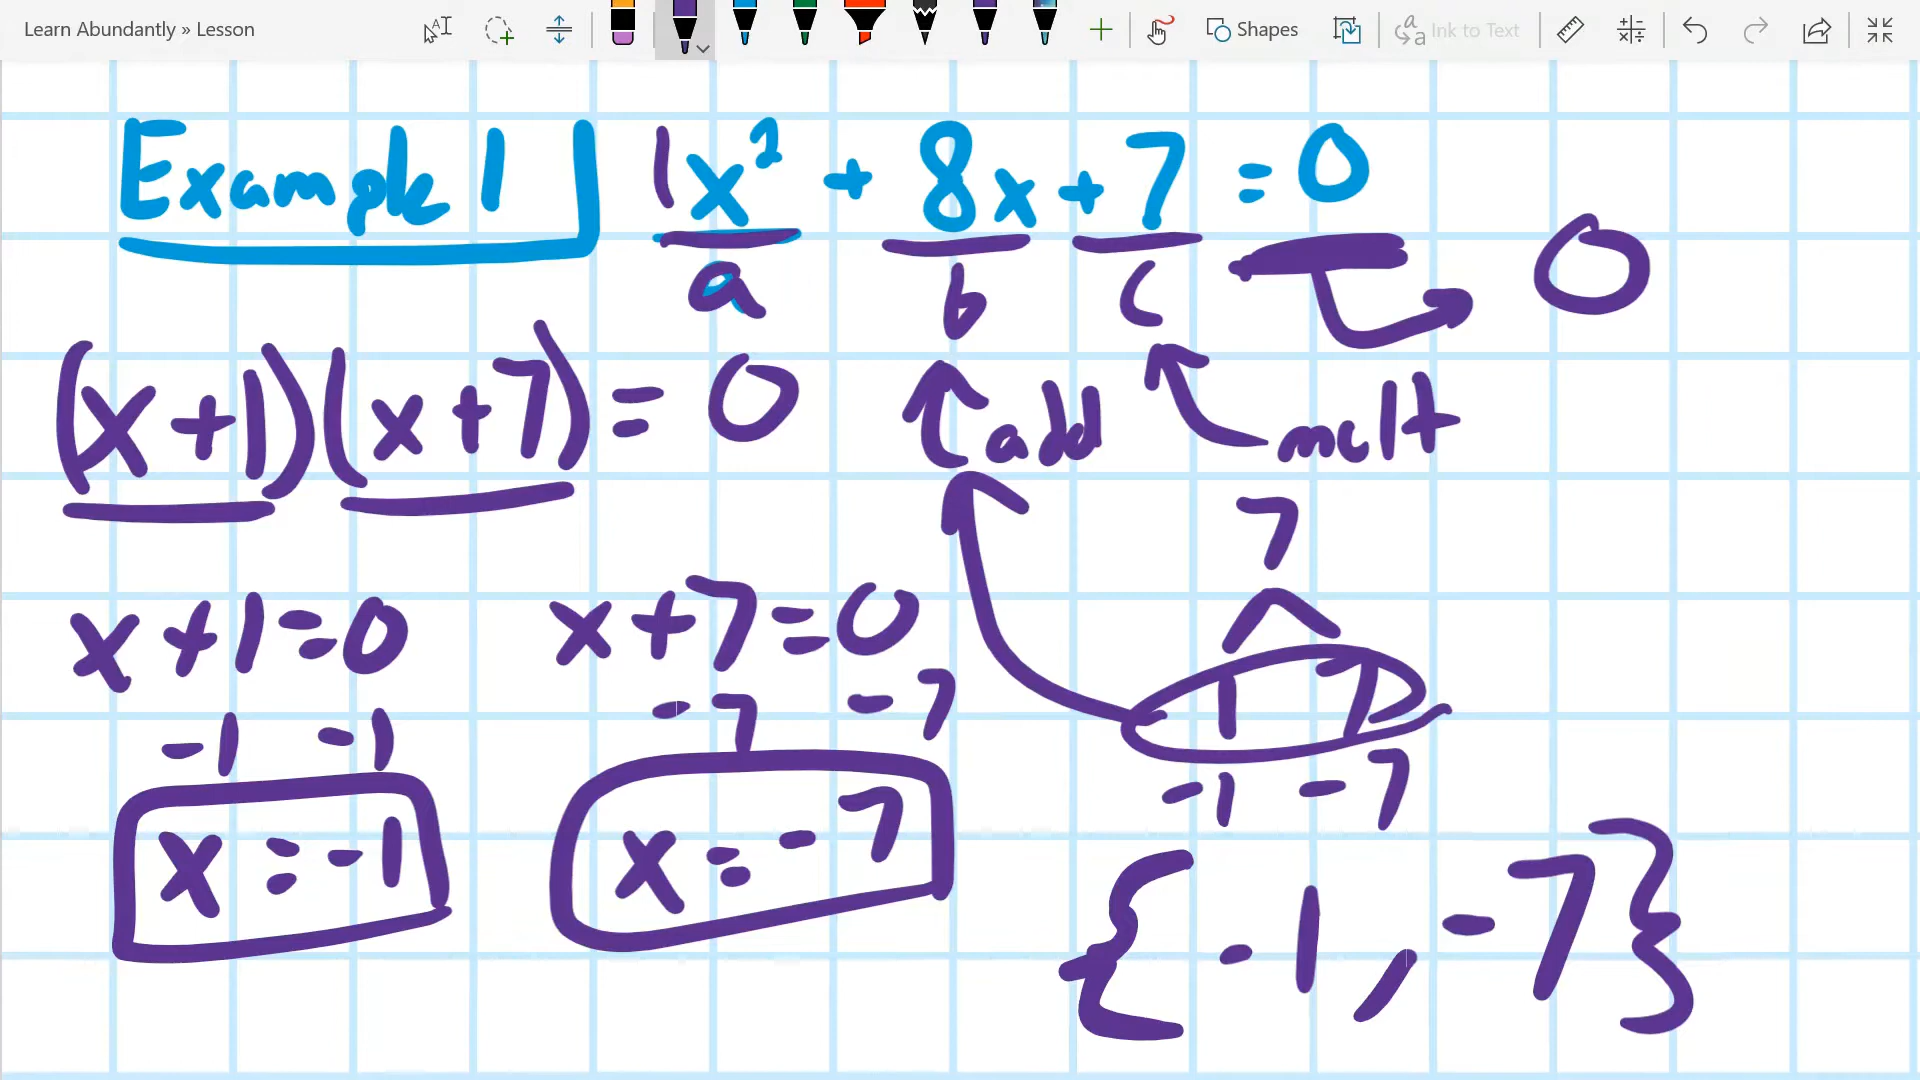 Learn Abundantly » Lesson
Shapes
Ink to Text
Example 1 1x² + 8x + 7 = 0
a b c 0
(x+1)(x+7) = 0 add mult
7
x+1=0 x+7=0
1 7
-1 -1 -7 -7
-1 -7
x = -1 x = -7
{-1, -7}